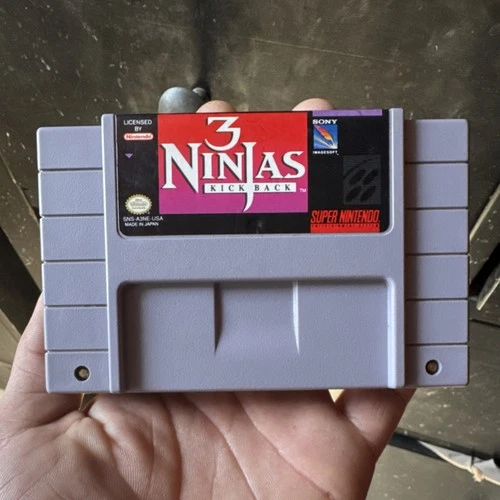 LICENSED
BY
Nintendo
3
NINJAS
KICK BACK
TM
SONY
IMAGESOFT
SNS-A3NE-USA
MADE IN JAPAN
SUPER NINTENDO